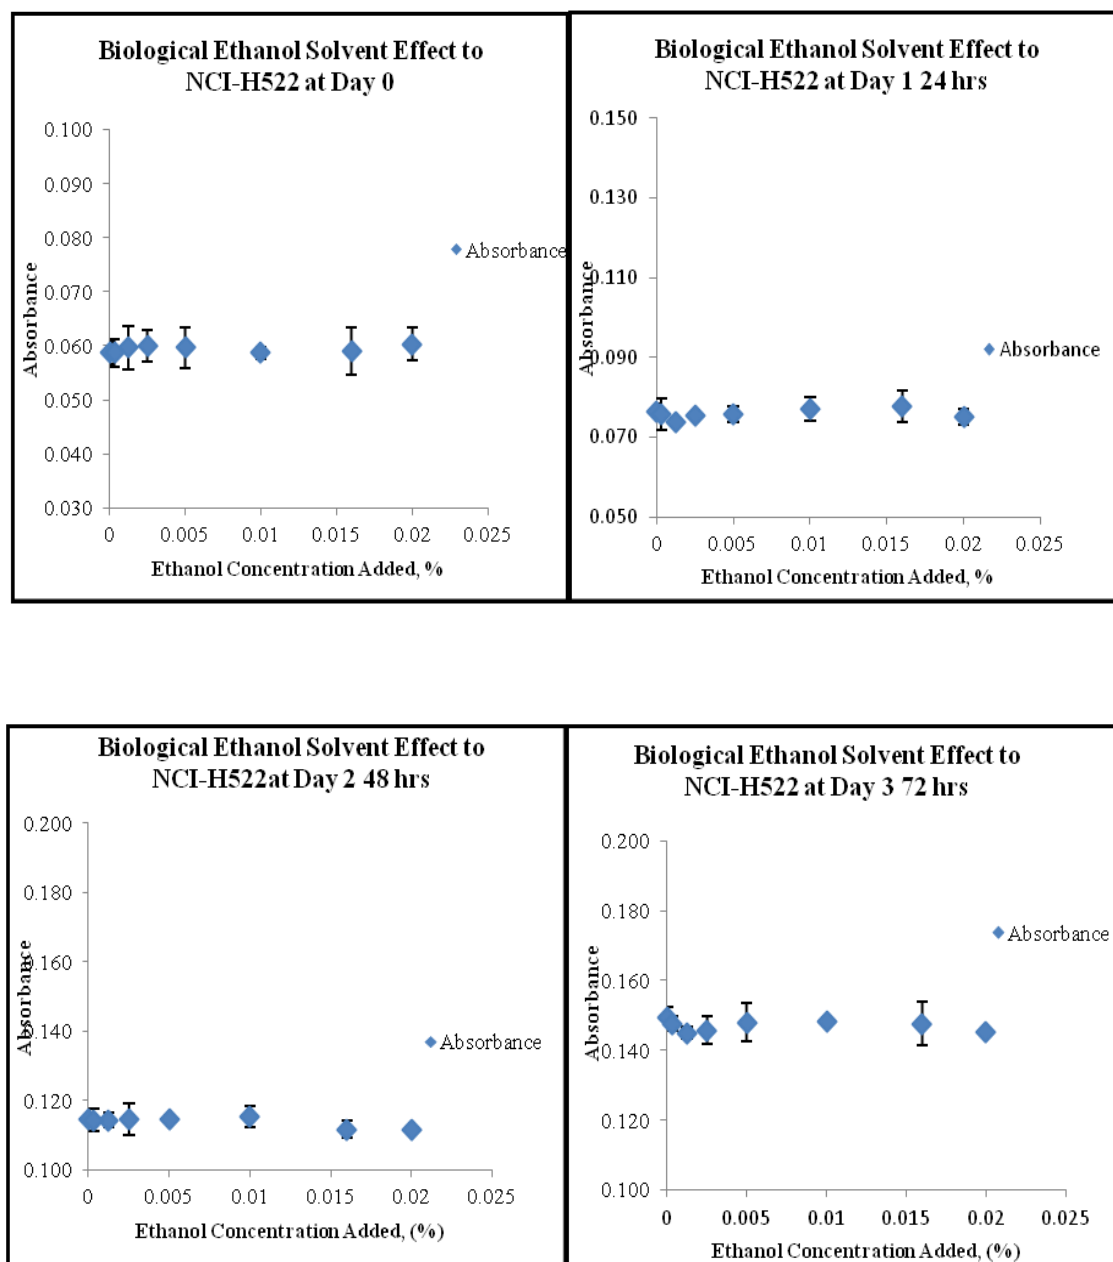 Biological Ethanol Solvent Effect to
NCI-H522 at Day 0
0.100
0.090
0.080
0.070
0.060
0.050
0.040
0.030
Absorbance
Absorbance
0 0.005 0.01 0.015 0.02 0.025
Ethanol Concentration Added, %
Biological Ethanol Solvent Effect to
NCI-H522 at Day 1 24 hrs
0.150
0.130
0.110
0.090
0.070
0.050
Absorbance
Absorbance
0 0.005 0.01 0.015 0.02 0.025
Ethanol Concentration Added, %
Biological Ethanol Solvent Effect to
NCI-H522at Day 2 48 hrs
0.200
0.180
0.160
0.140
0.120
0.100
Absorbance
Absorbance
0 0.005 0.01 0.015 0.02 0.025
Ethanol Concentration Added, (%)
Biological Ethanol Solvent Effect to
NCI-H522 at Day 3 72 hrs
0.200
0.180
0.160
0.140
0.120
0.100
Absorbance
Absorbance
0 0.005 0.01 0.015 0.02 0.025
Ethanol Concentration Added, (%)